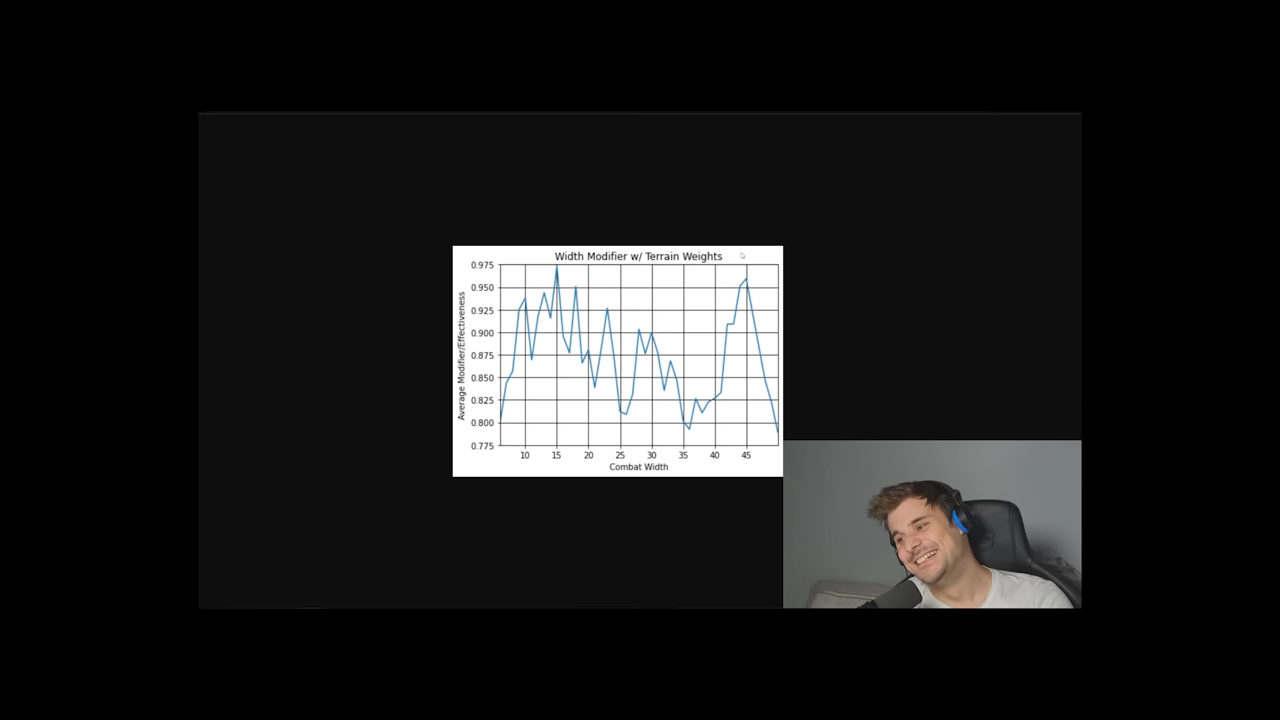 Width Modifier w/ Terrain Weights
Average Modifier/Effectiveness
0.975
0.950
0.925
0.900
0.875
0.850
0.825
0.800
0.775
10 15 20 25 30 35 40 45
Combat Width